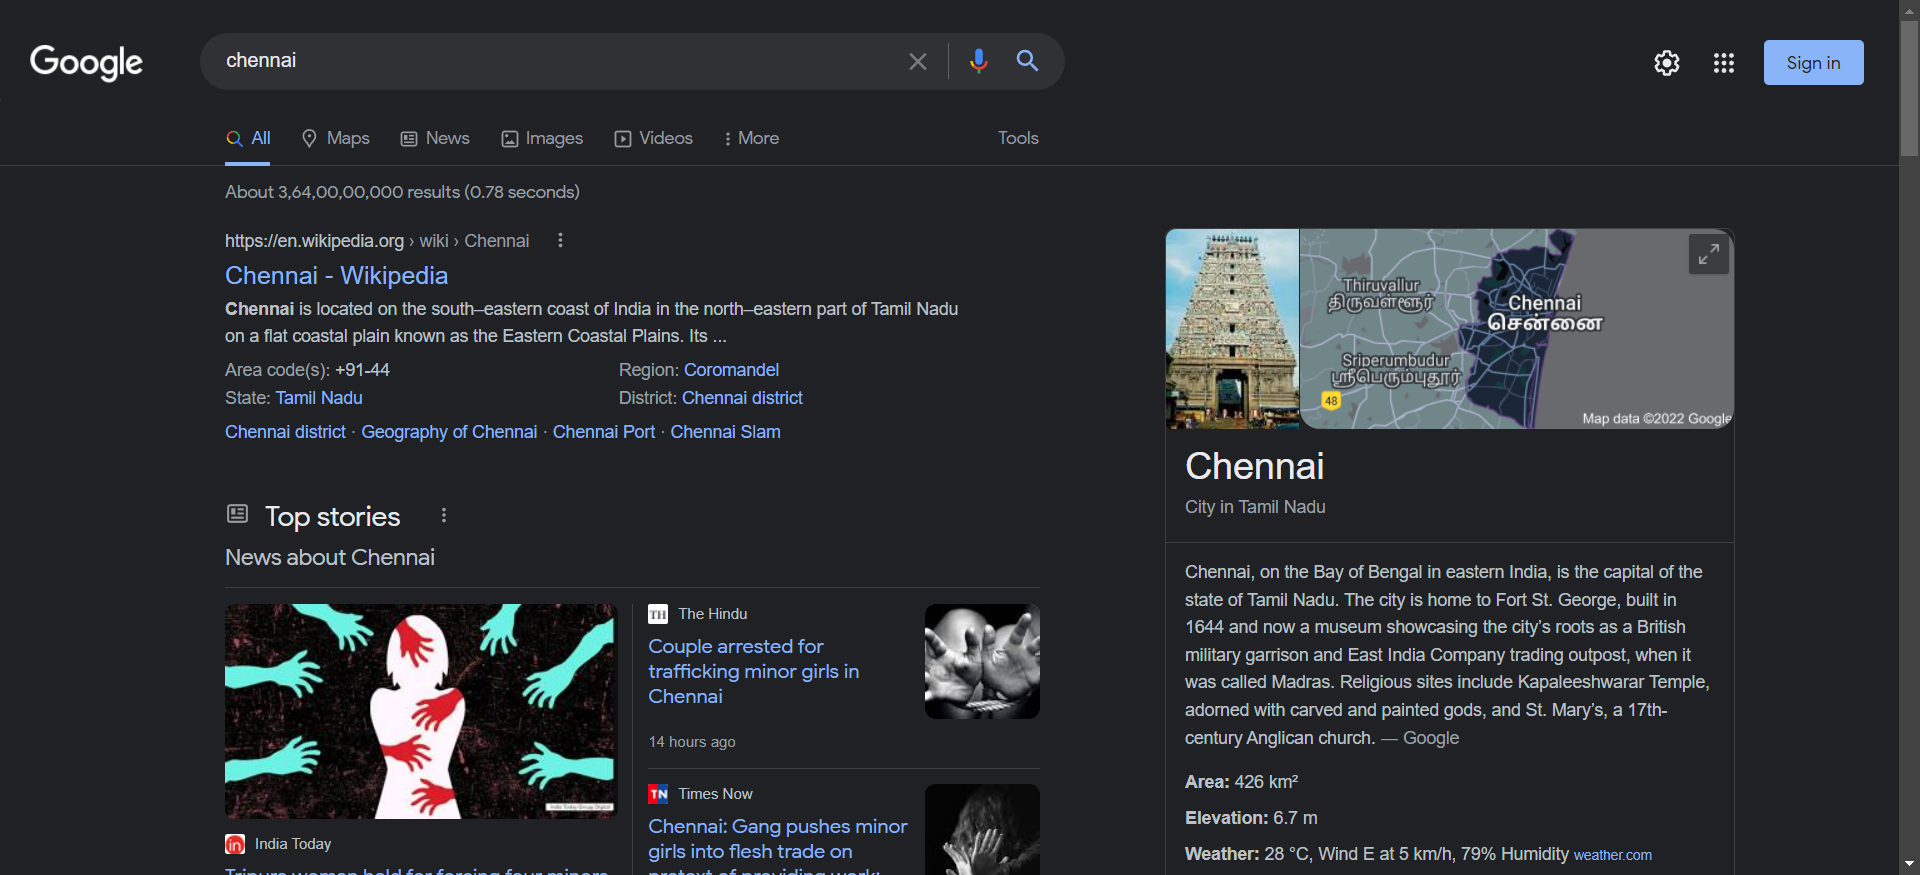 Google
chennai
Sign in
All
Maps
News
Images
Videos
More
Tools
About 3,64,00,00,000 results (0.78 seconds)
https://en.wikipedia.org › wiki › Chennai
Chennai - Wikipedia
Chennai is located on the south–eastern coast of India in the north–eastern part of Tamil Nadu
on a flat coastal plain known as the Eastern Coastal Plains. Its ...
Area code(s): +91-44
Region: Coromandel
State: Tamil Nadu
District: Chennai district
Chennai district · Geography of Chennai · Chennai Port · Chennai Slam
Top stories
News about Chennai
India Today Group Digital
India Today
TH The Hindu
Couple arrested for
trafficking minor girls in
Chennai
14 hours ago
TN Times Now
Chennai: Gang pushes minor
girls into flesh trade on
Thiruvallur
திருவள்ளூர்
Chennai
சென்னை
Sriperumbudur
ஸ்ரீபெரும்புதூர்
48
Map data ©2022 Google
Chennai
City in Tamil Nadu
Chennai, on the Bay of Bengal in eastern India, is the capital of the
state of Tamil Nadu. The city is home to Fort St. George, built in
1644 and now a museum showcasing the city's roots as a British
military garrison and East India Company trading outpost, when it
was called Madras. Religious sites include Kapaleeshwarar Temple,
adorned with carved and painted gods, and St. Mary's, a 17th-
century Anglican church. — Google
Area: 426 km²
Elevation: 6.7 m
Weather: 28 °C, Wind E at 5 km/h, 79% Humidity weather.com